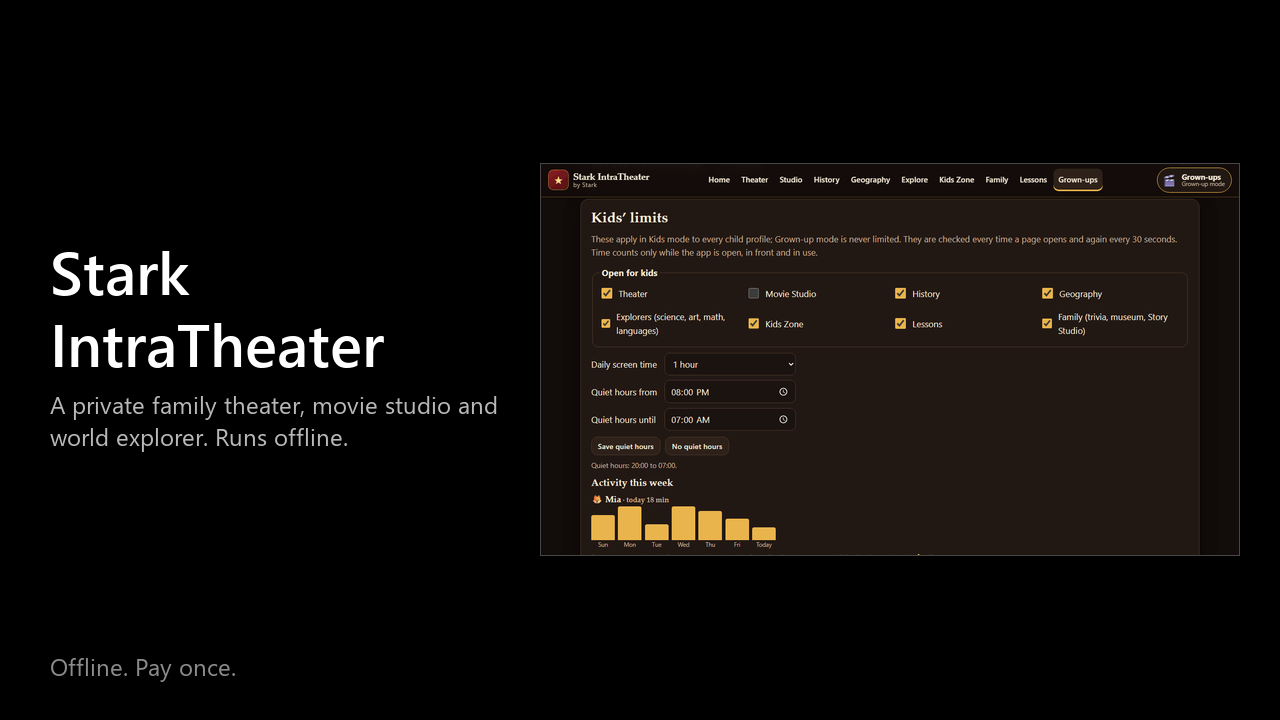 Stark
IntraTheater
A private family theater, movie studio and
world explorer. Runs offline.
Offline. Pay once.
Stark IntraTheater
by Stark
Home Theater Studio History Geography Explore Kids Zone Family Lessons Grown-ups
Grown-ups
Grown-up mode
Kids’ limits
These apply in Kids mode to every child profile; Grown-up mode is never limited. They are checked every time a page opens and again every 30 seconds.
Time counts only while the app is open, in front and in use.
Open for kids
Theater Movie Studio History Geography
Explorers (science, art, math, languages) Kids Zone Lessons Family (trivia, museum, Story Studio)
Daily screen time 1 hour
Quiet hours from 08:00 PM
Quiet hours until 07:00 AM
Save quiet hours No quiet hours
Quiet hours: 20:00 to 07:00.
Activity this week
Mia · today 18 min
Sun Mon Tue Wed Thu Fri Today